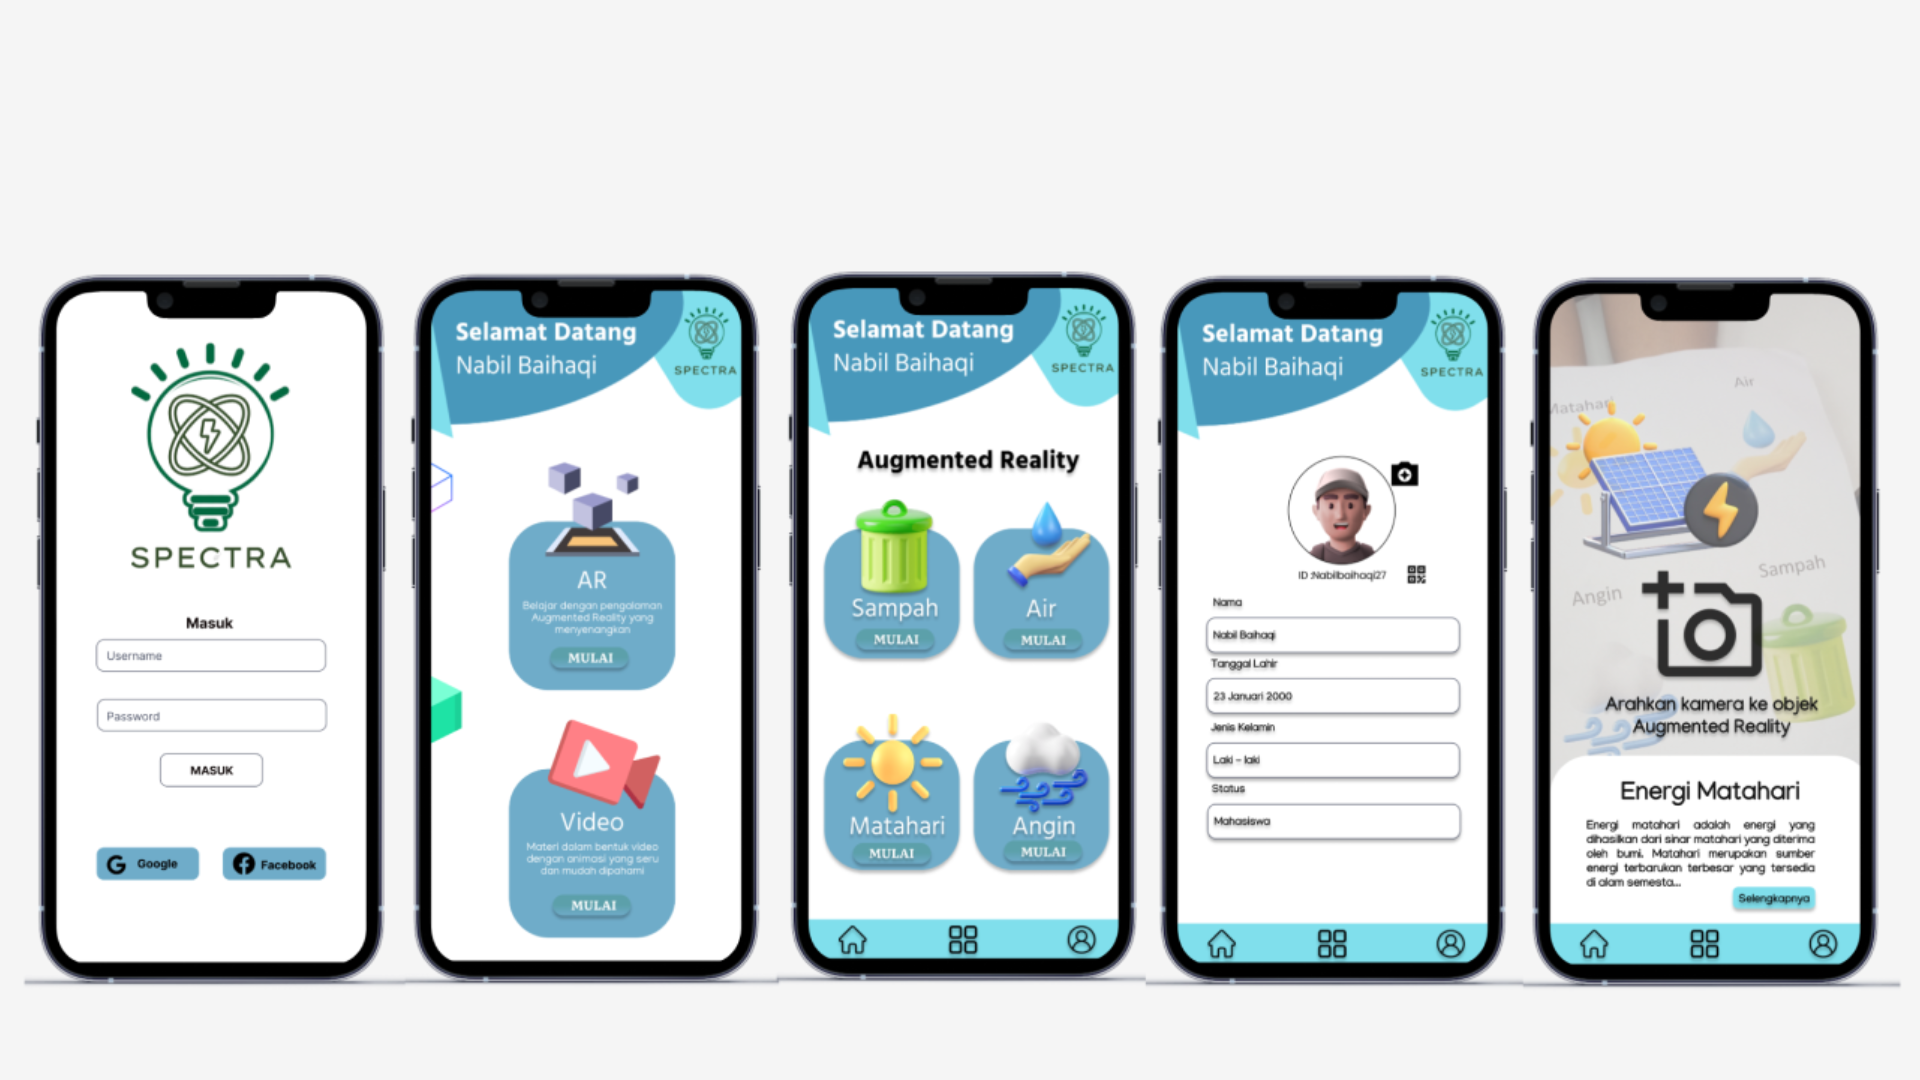 SPECTRA
Masuk
Username
Password
MASUK
Google
Facebook
Selamat Datang
Nabil Baihaqi
SPECTRA
AR
Belajar dengan pengalaman
Augmented Reality yang
menyenangkan
MULAI
Video
Materi dalam bentuk video
dengan animasi yang seru
dan mudah dipahami
MULAI
Selamat Datang
Nabil Baihaqi
SPECTRA
Augmented Reality
Sampah
MULAI
Air
MULAI
Matahari
MULAI
Angin
MULAI
Selamat Datang
Nabil Baihaqi
SPECTRA
ID :Nabilbaihaqi27
Nama
Nabil Baihaqi
Tanggal Lahir
23 Januari 2000
Jenis Kelamin
Laki - laki
Status
Mahasiswa
Air
Matahari
Sampah
Angin
Arahkan kamera ke objek
Augmented Reality
Energi Matahari
Energi matahari adalah energi yang
dihasilkan dari sinar matahari yang diterima
oleh bumi. Matahari merupakan sumber
energi terbarukan terbesar yang tersedia
di alam semesta...
Selengkapnya